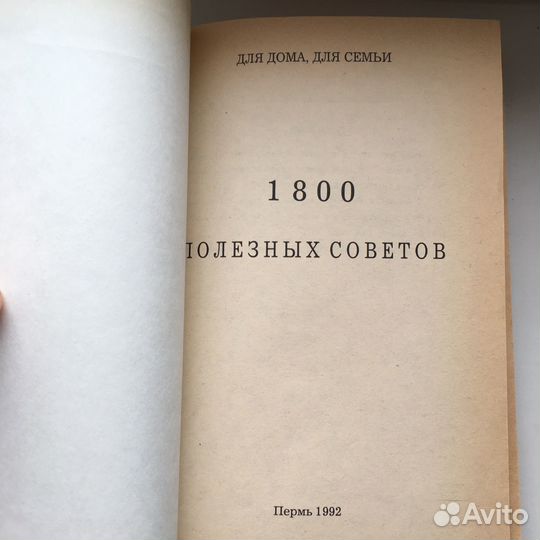 ДЛЯ ДОМА, ДЛЯ СЕМЬИ
1800
ПОЛЕЗНЫХ СОВЕТОВ
Пермь 1992
Avito